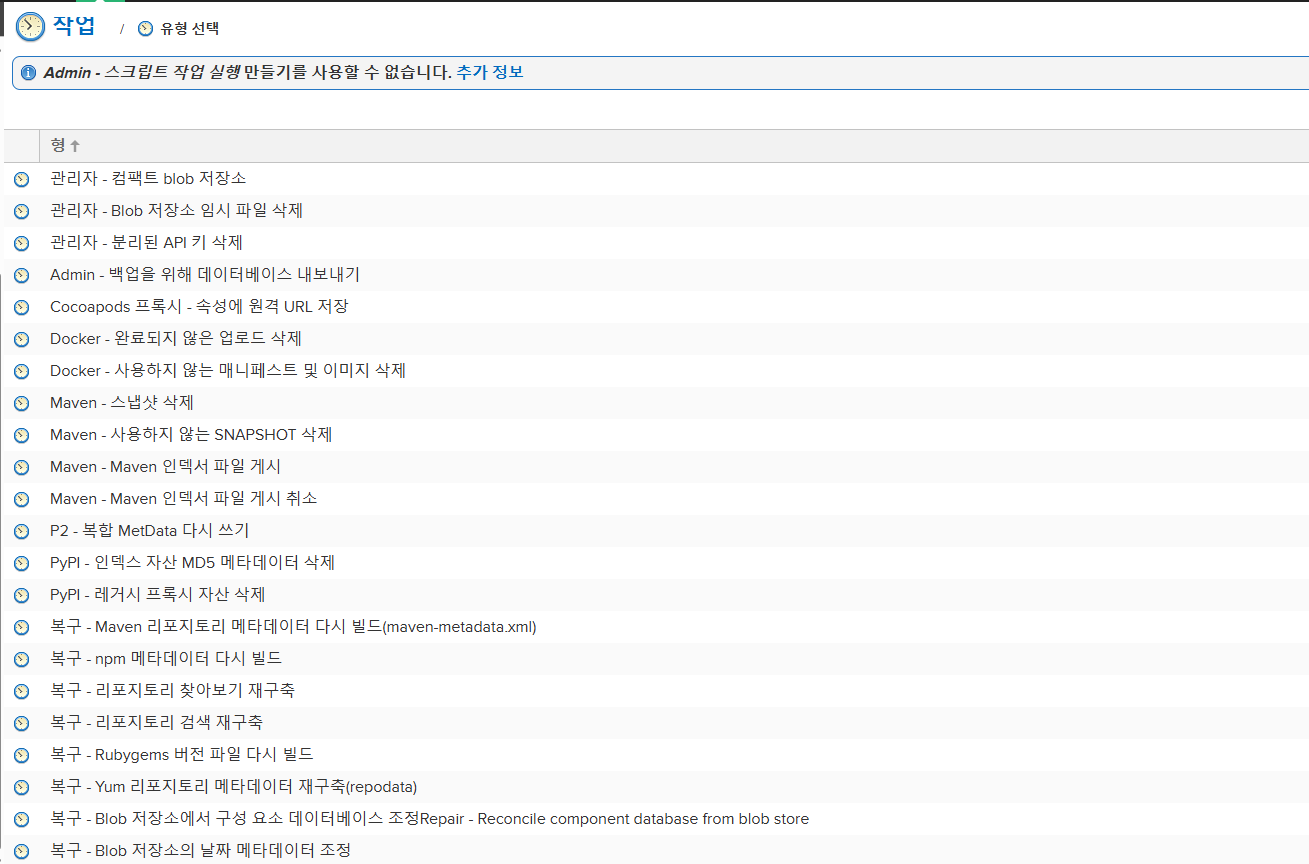 작업 / 유형 선택
Admin - 스크립트 작업 실행 만들기를 사용할 수 없습니다. 추가 정보
형↑
관리자 - 컴팩트 blob 저장소
관리자 - Blob 저장소 임시 파일 삭제
관리자 - 분리된 API 키 삭제
Admin - 백업을 위해 데이터베이스 내보내기
Cocoapods 프록시 - 속성에 원격 URL 저장
Docker - 완료되지 않은 업로드 삭제
Docker - 사용하지 않는 매니페스트 및 이미지 삭제
Maven - 스냅샷 삭제
Maven - 사용하지 않는 SNAPSHOT 삭제
Maven - Maven 인덱서 파일 게시
Maven - Maven 인덱서 파일 게시 취소
P2 - 복합 MetData 다시 쓰기
PyPI - 인덱스 자산 MD5 메타데이터 삭제
PyPI - 레거시 프록시 자산 삭제
복구 - Maven 리포지토리 메타데이터 다시 빌드(maven-metadata.xml)
복구 - npm 메타데이터 다시 빌드
복구 - 리포지토리 찾아보기 재구축
복구 - 리포지토리 검색 재구축
복구 - Rubygems 버전 파일 다시 빌드
복구 - Yum 리포지토리 메타데이터 재구축(repodata)
복구 - Blob 저장소에서 구성 요소 데이터베이스 조정Repair - Reconcile component database from blob store
복구 - Blob 저장소의 날짜 메타데이터 조정